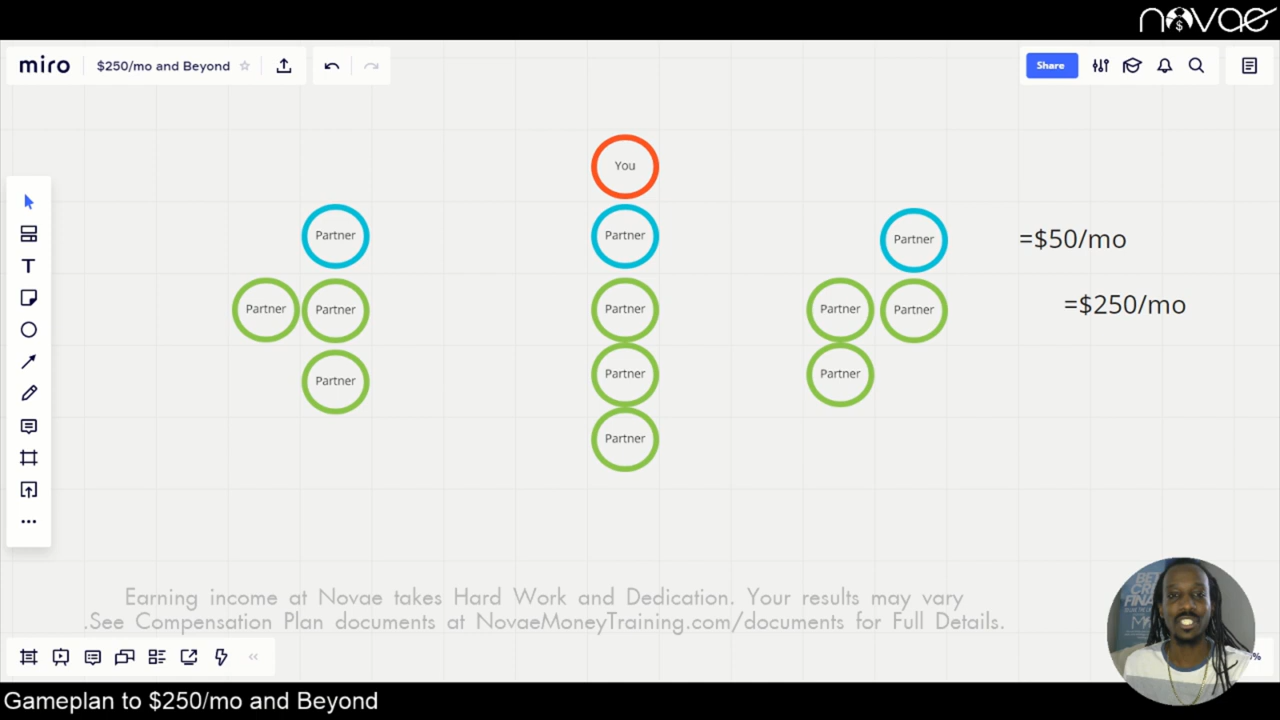 novae
miro
$250/mo and Beyond
Share
You
Partner
Partner
Partner
=$50/mo
Partner
Partner
Partner
Partner
Partner
=$250/mo
Partner
Partner
Partner
Partner
Earning income at Novae takes Hard Work and Dedication. Your results may vary
.See Compensation Plan documents at NovaeMoneyTraining.com/documents for Full Details.
Gameplan to $250/mo and Beyond